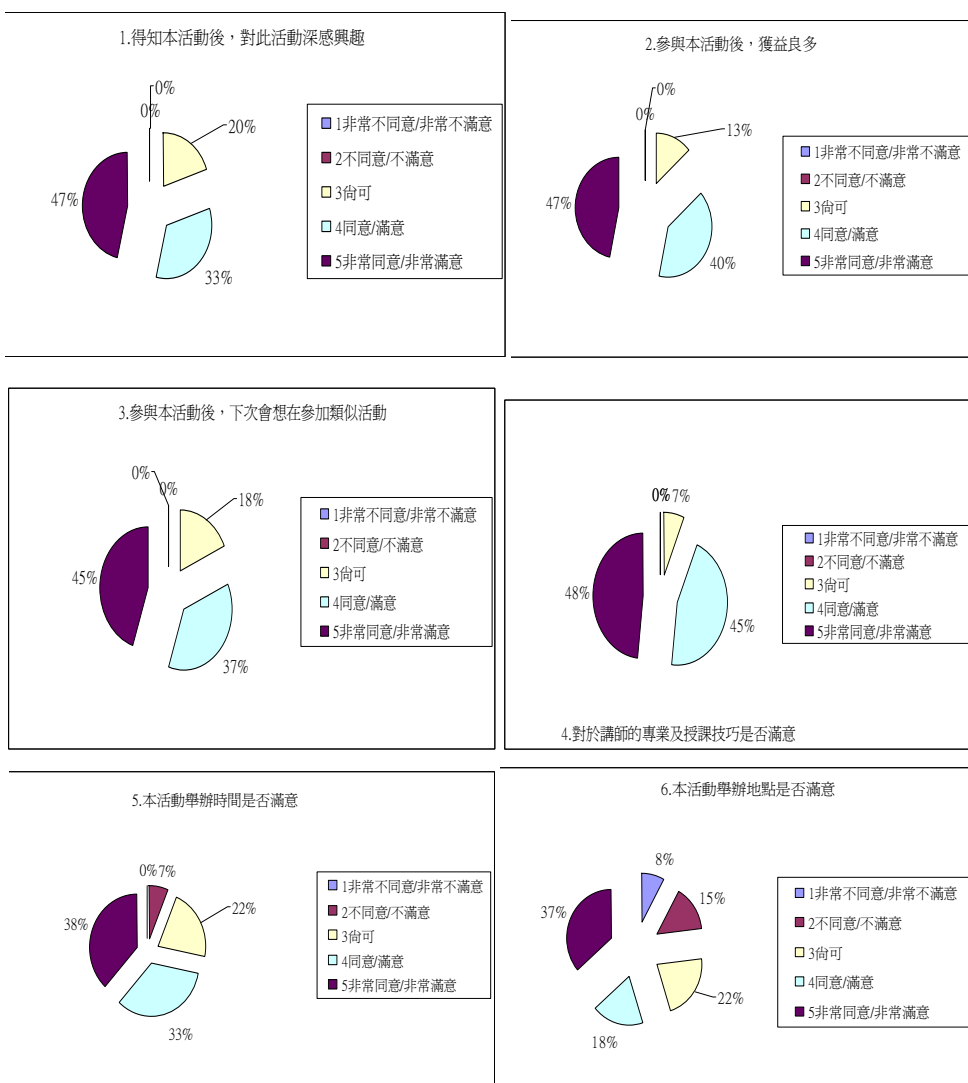 1.得知本活動後，對此活動深感興趣
0%
0%
20%
47%
33%
1非常不同意/非常不滿意
2不同意/不滿意
3尙可
4同意/滿意
5非常同意/非常滿意
2.參與本活動後，獲益良多
0%
0%
13%
47%
40%
1非常不同意/非常不滿意
2不同意/不滿意
3尙可
4同意/滿意
5非常同意/非常滿意
3.參與本活動後，下次會想在參加類似活動
0%
0%
18%
45%
37%
1非常不同意/非常不滿意
2不同意/不滿意
3尙可
4同意/滿意
5非常同意/非常滿意
0%
0%
7%
48%
45%
1非常不同意/非常不滿意
2不同意/不滿意
3尙可
4同意/滿意
5非常同意/非常滿意
4.對於講師的專業及授課技巧是否滿意
5.本活動舉辦時間是否滿意
0%
7%
22%
38%
33%
1非常不同意/非常不滿意
2不同意/不滿意
3尙可
4同意/滿意
5非常同意/非常滿意
6.本活動舉辦地點是否滿意
8%
15%
37%
22%
18%
1非常不同意/非常不滿意
2不同意/不滿意
3尙可
4同意/滿意
5非常同意/非常滿意